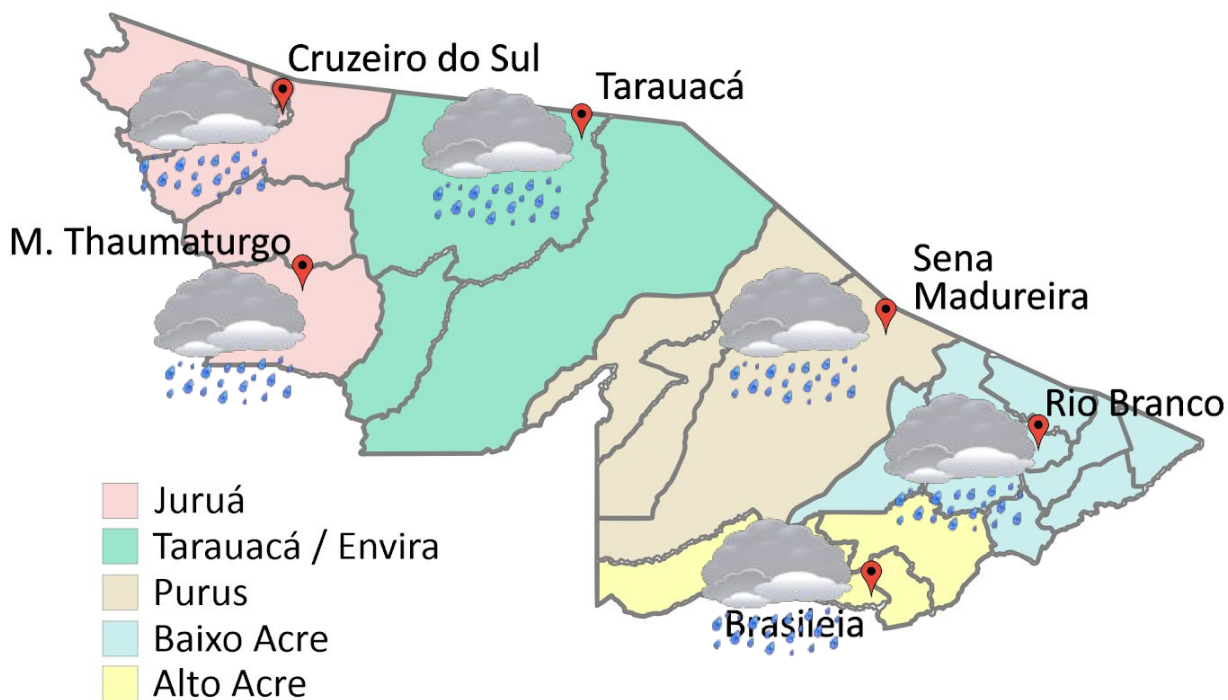 Cruzeiro do Sul
Tarauacá
M. Thaumaturgo
Sena
Madureira
Rio Branco
Brasileia
Juruá
Tarauacá / Envira
Purus
Baixo Acre
Alto Acre